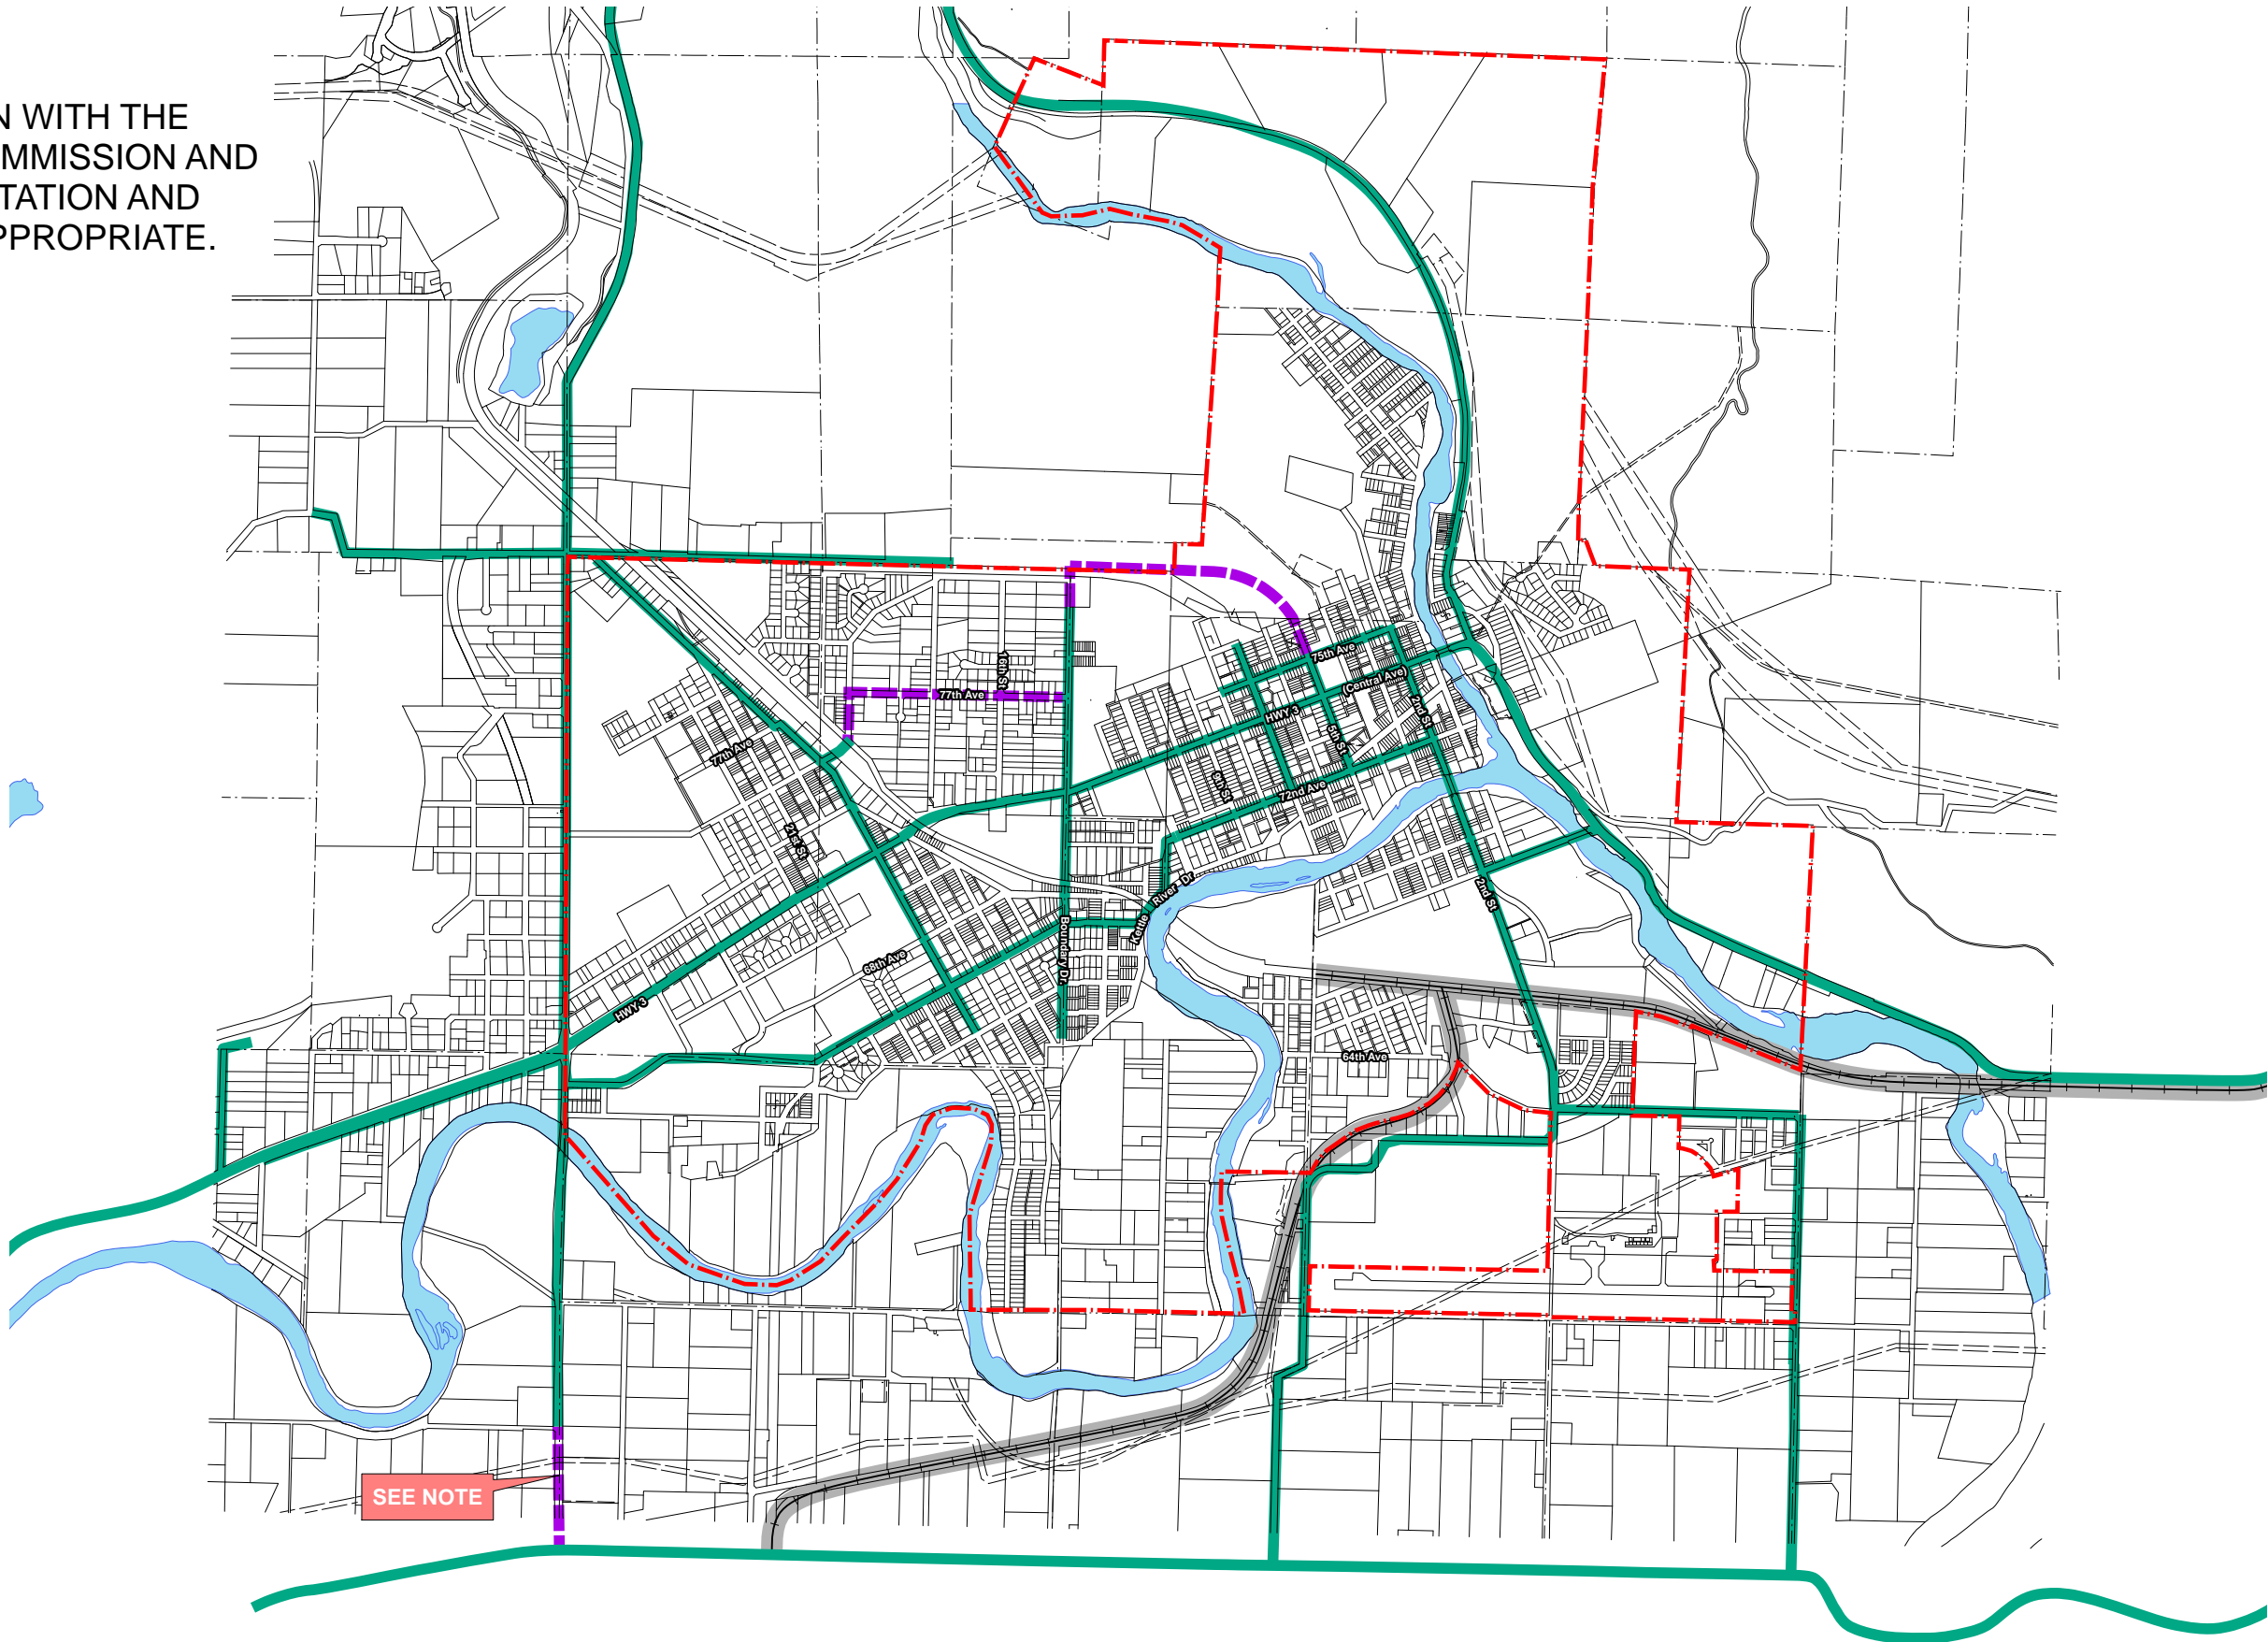 N WITH THE
MMISSION AND
TATION AND
PPROPRIATE.
16th St
77th Ave
75th Ave
(Central Ave)
HWY 3
2nd St
5th St
77th Ave
9th St
72nd Ave
21st St
Kettle River Dr
2nd St
Boundary Dr.
68th Ave
HWY 3
64th Ave
SEE NOTE